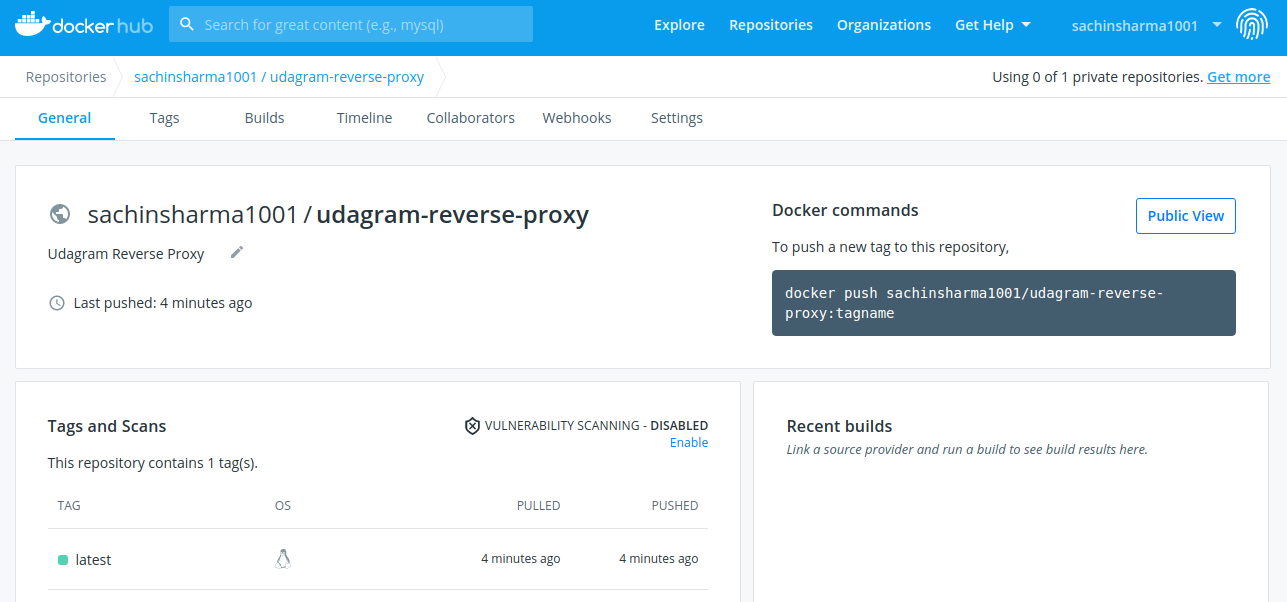 docker hub
Search for great content (e.g., mysql)
Explore
Repositories
Organizations
Get Help
sachinsharma1001
Repositories
sachinsharma1001 / udagram-reverse-proxy
Using 0 of 1 private repositories. Get more
General
Tags
Builds
Timeline
Collaborators
Webhooks
Settings
sachinsharma1001 / udagram-reverse-proxy
Udagram Reverse Proxy
Last pushed: 4 minutes ago
Docker commands
Public View
To push a new tag to this repository,
docker push sachinsharma1001/udagram-reverse-
proxy:tagname
Tags and Scans
VULNERABILITY SCANNING - DISABLED
Enable
This repository contains 1 tag(s).
TAG
OS
PULLED
PUSHED
latest
4 minutes ago
4 minutes ago
Recent builds
Link a source provider and run a build to see build results here.